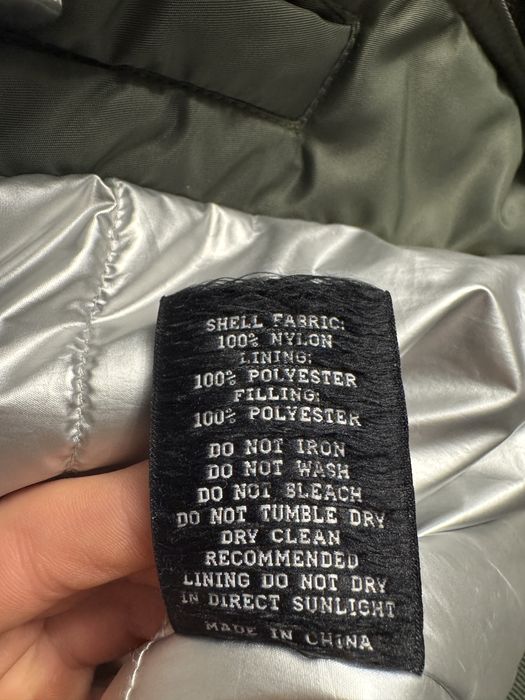 SHELL FABRIC:
100% NYLON
LINING:
100% POLYESTER
FILLING:
100% POLYESTER
DO NOT IRON
DO NOT WASH
DO NOT BLEACH
DO NOT TUMBLE DRY
DRY CLEAN
RECOMMENDED
LINING DO NOT DRY
IN DIRECT SUNLIGHT
MADE IN CHINA